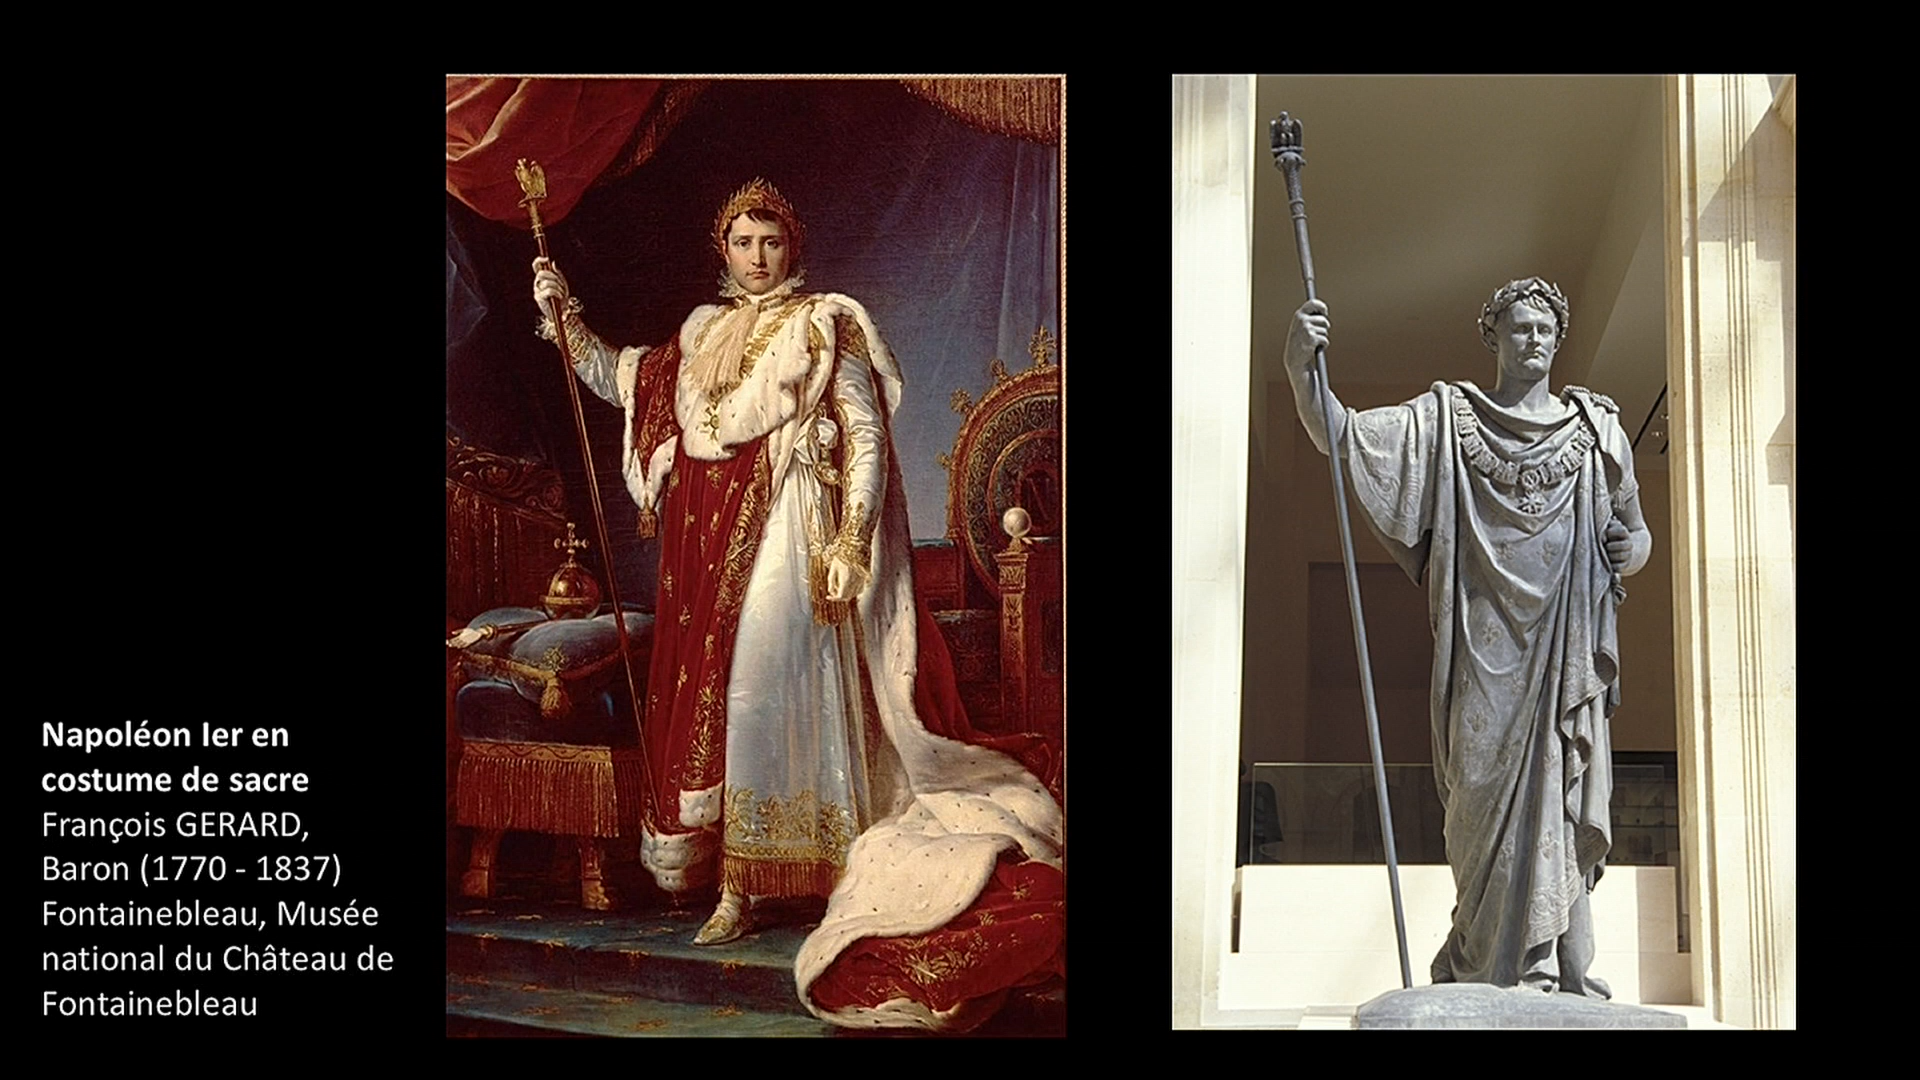 Napoléon Ier en
costume de sacre
François GERARD,
Baron (1770 - 1837)
Fontainebleau, Musée
national du Château de
Fontainebleau